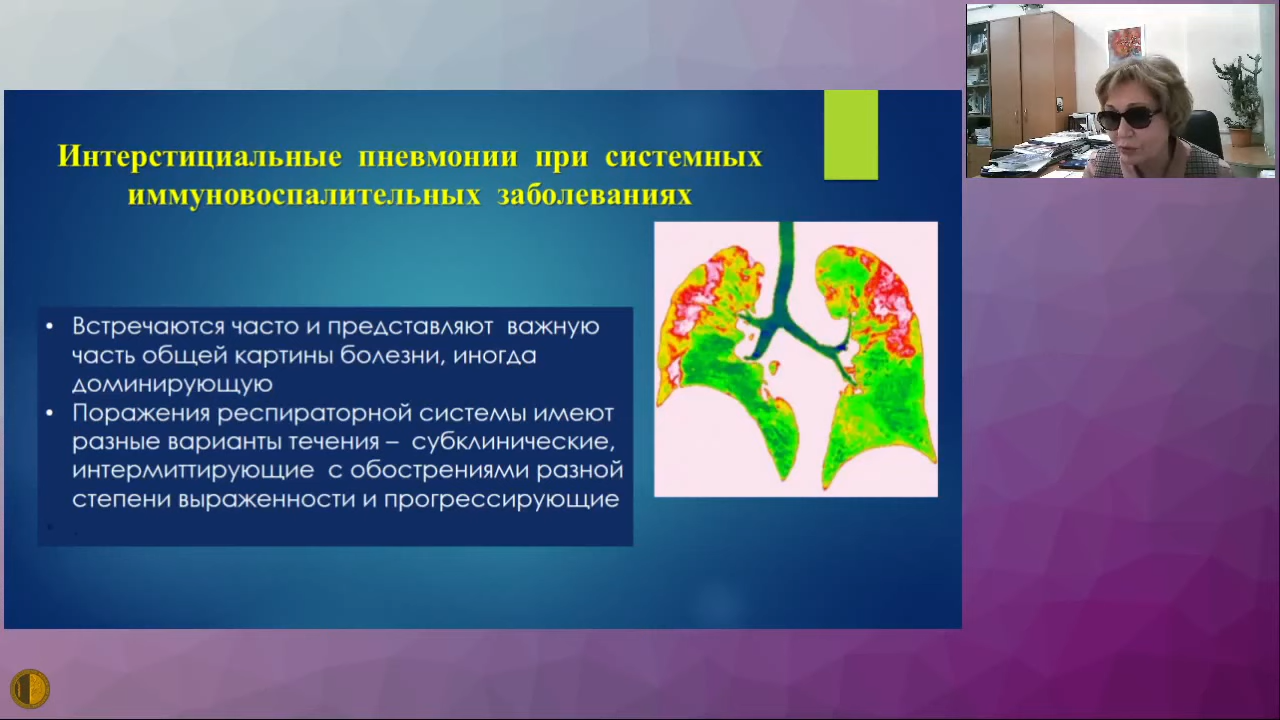 Интерстициальные пневмонии при системных
иммуновоспалительных заболеваниях
• Встречаются часто и представляют важную
часть общей картины болезни, иногда
доминирующую
• Поражения респираторной системы имеют
разные варианты течения – субклинические,
интермиттирующие с обострениями разной
степени выраженности и прогрессирующие
• .